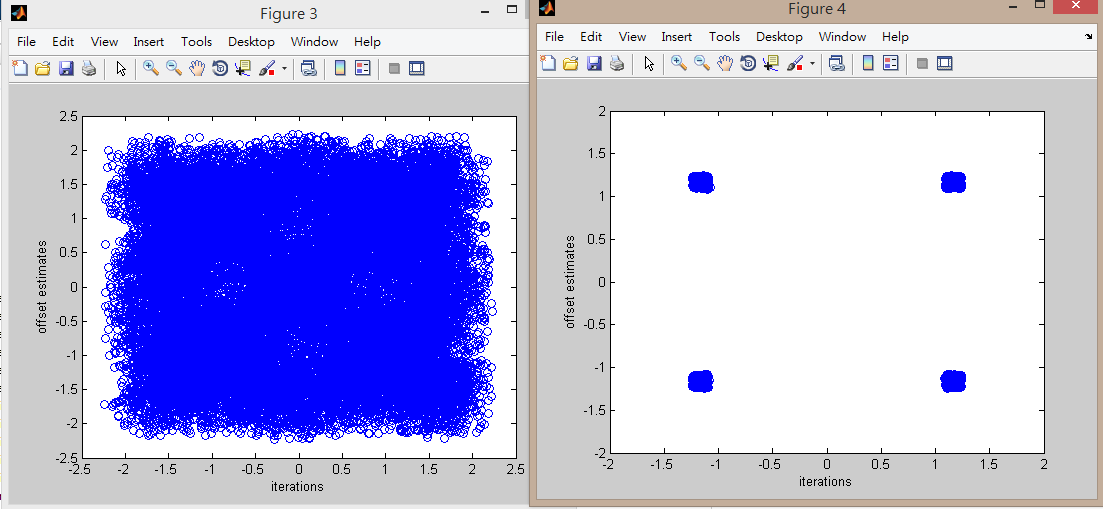 Figure 3
File Edit View Insert Tools Desktop Window Help
2.5
2
1.5
1
0.5
0
-0.5
-1
-1.5
-2
-2.5
-2.5 -2 -1.5 -1 -0.5 0 0.5 1 1.5 2 2.5
offset estimates
iterations
Figure 4
File Edit View Insert Tools Desktop Window Help
2
1.5
1
0.5
0
-0.5
-1
-1.5
-2
-2 -1.5 -1 -0.5 0 0.5 1 1.5 2
offset estimates
iterations